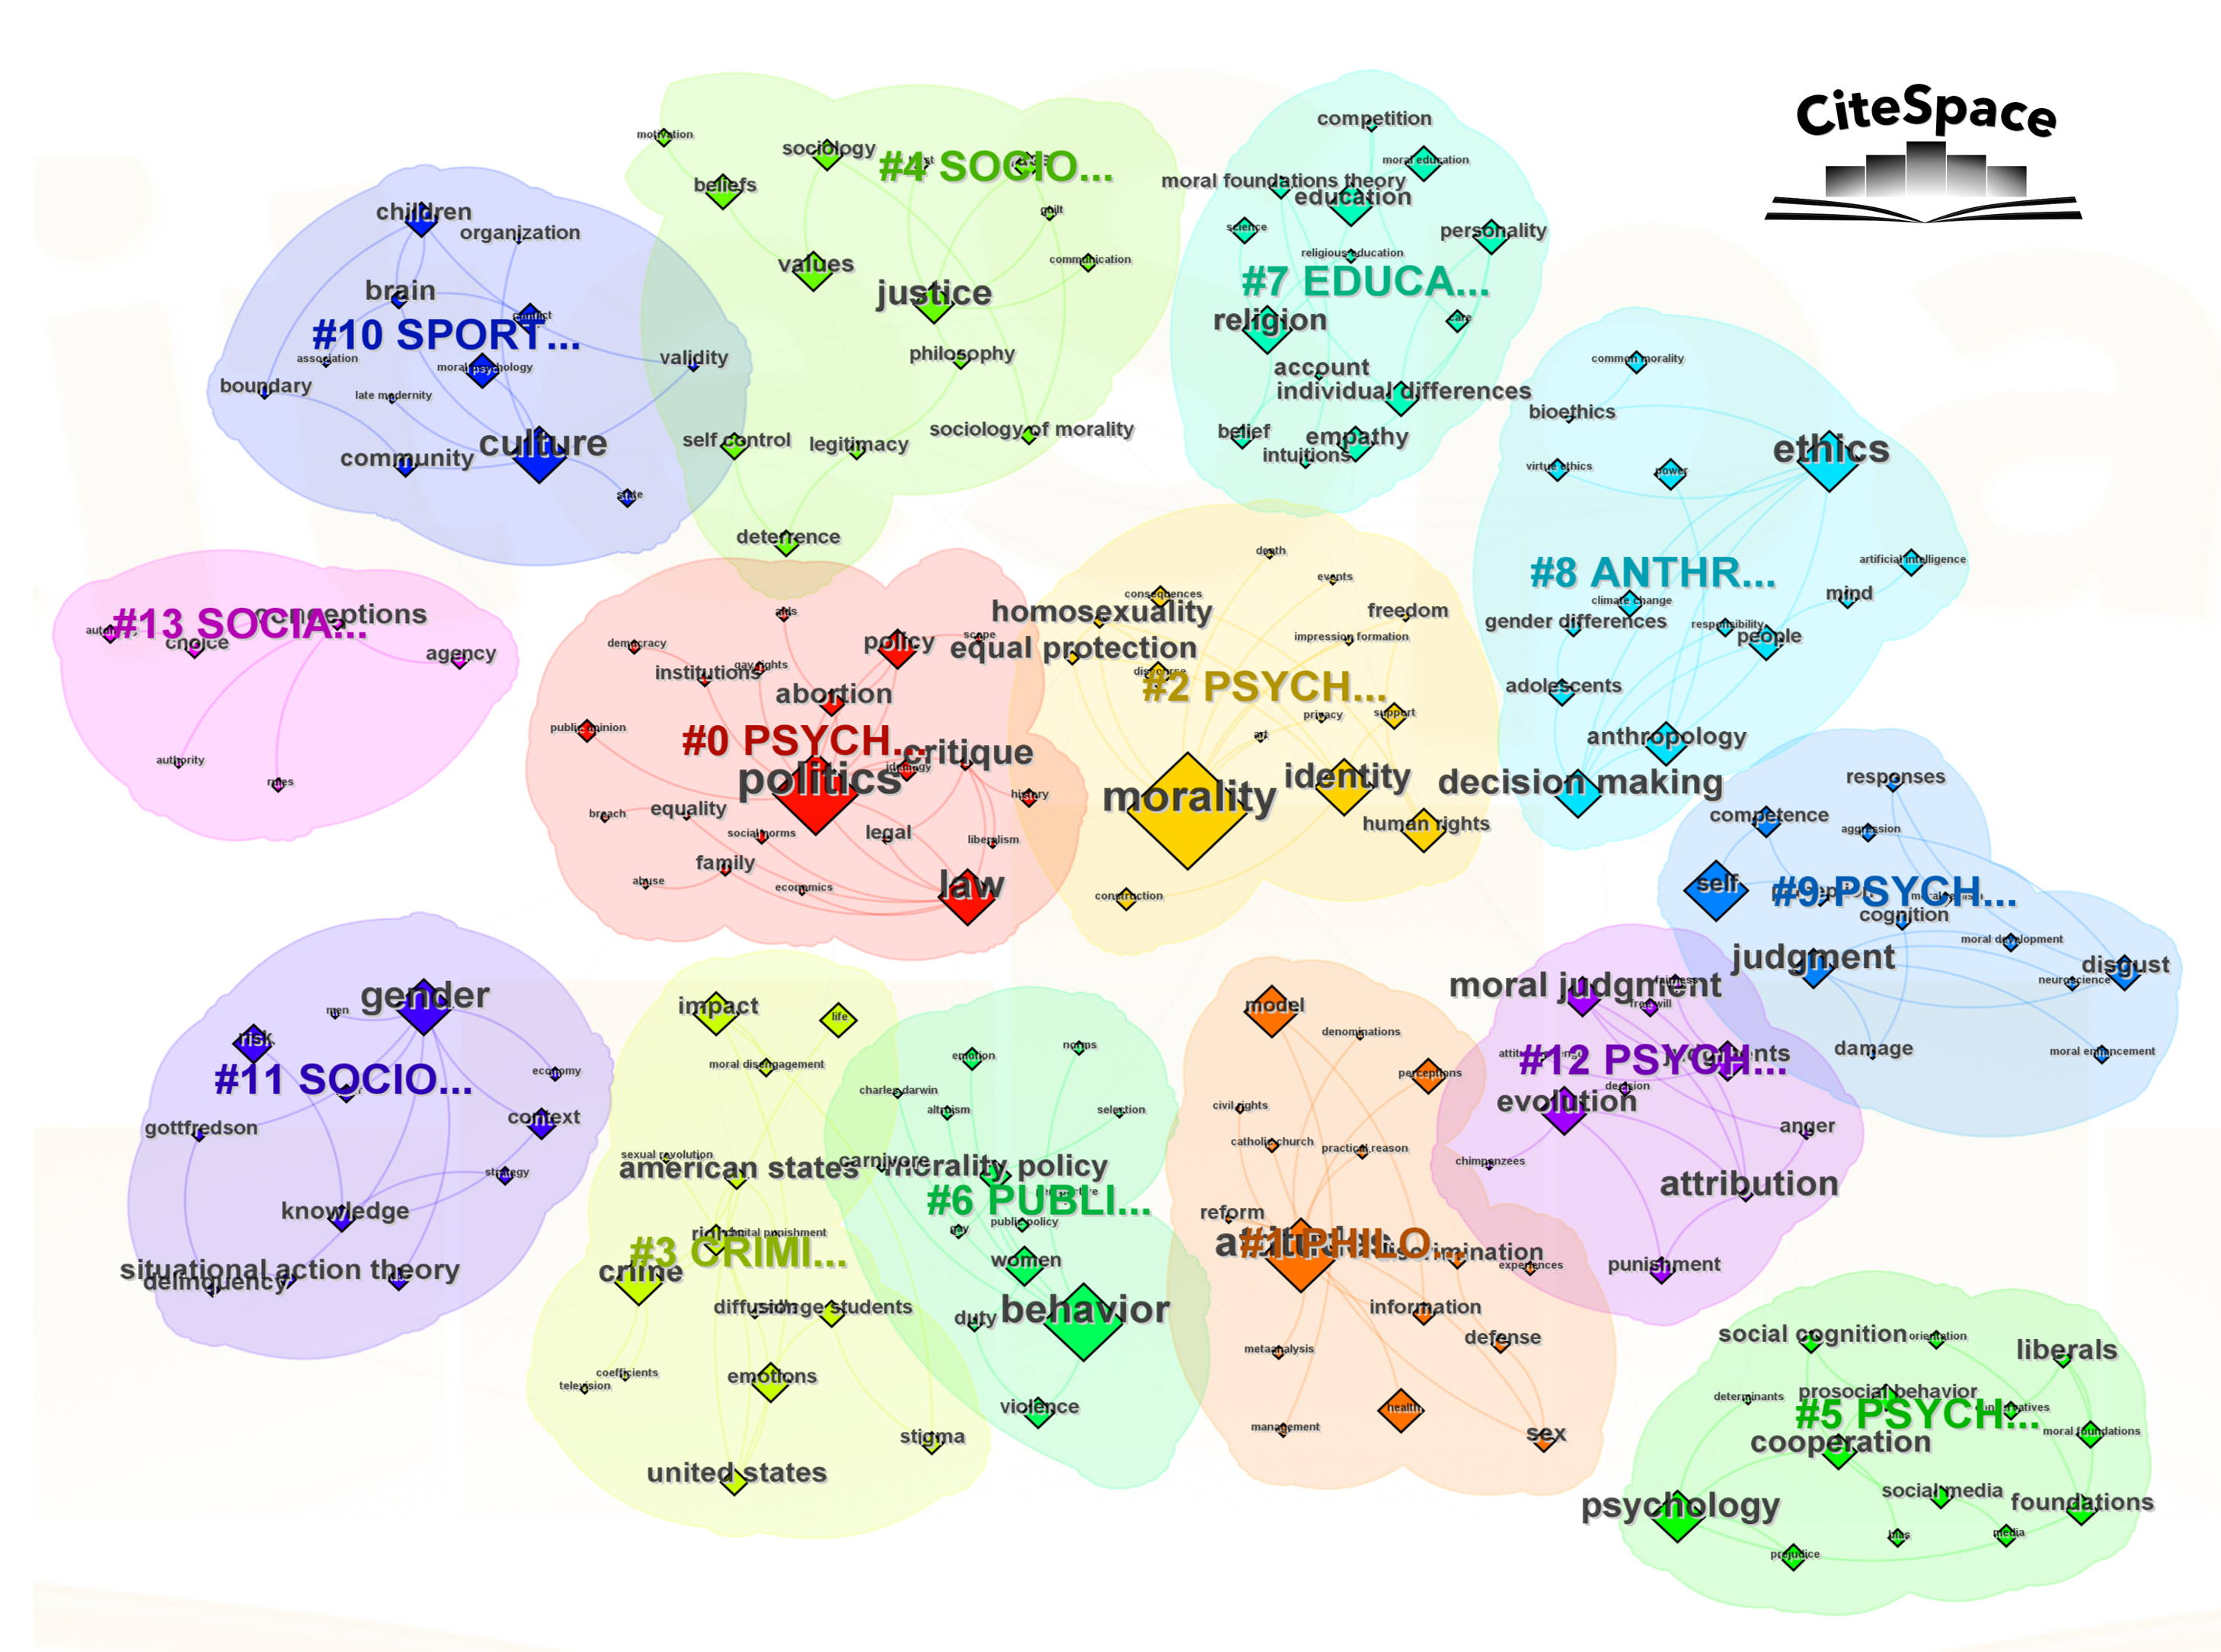 CiteSpace
motivation
sociology
#4 SOCIO...
beliefs
guilt
values
communication
justice
philosophy
self control
legitimacy
sociology of morality
deterrence
competition
moral education
moral foundations theory
education
science
personality
religious education
#7 EDUCA...
religion
care
account
individual differences
belief
empathy
intuitions
children
organization
brain
conflict
#10 SPORT...
association
moral psychology
validity
boundary
late modernity
culture
community
state
common morality
bioethics
ethics
virtue ethics
power
artificial intelligence
#8 ANTHR...
mind
climate change
gender differences
responsibility
people
adolescents
anthropology
decision making
#13 SOCIA...
conceptions
choice
agency
authority
rules
aids
democracy
policy
scope
institutions
gay rights
abortion
public opinion
#0 PSYCH...
critique
ideology
politics
history
breach
equality
social norms
legal
liberalism
family
abuse
economics
law
death
events
consequences
homosexuality
freedom
impression formation
equal protection
discourse
#2 PSYCH...
privacy
support
art
identity
morality
human rights
construction
responses
competence
aggression
self
perception
#9 PSYCH...
cognition
moral development
judgment
disgust
neuroscience
damage
moral enhancement
gender
men
risk
#11 SOCIO...
economy
context
gottfredson
strategy
knowledge
situational action theory
delinquency
impact
life
moral disengagement
sexual revolution
american states
rights
capital punishment
#3 CRIMI...
crime
diffusion
college students
coefficients
television
emotions
stigma
united states
norms
emotion
charles darwin
altruism
selection
carnivore
morality policy
perspective
#6 PUBLI...
public policy
gay
women
behavior
duty
violence
model
denominations
perceptions
civil rights
catholic church
practical reason
reform
attitudes
#1 PHILO...
discrimination
experiences
information
defense
metaanalysis
health
management
sex
moral judgment
fairness
free will
#12 PSYCH...
judgments
decision
evolution
anger
chimpanzees
attribution
punishment
social cognition
orientation
liberals
determinants
prosocial behavior
conservatives
#5 PSYCH...
moral foundations
cooperation
social media
psychology
foundations
bias
media
prejudice